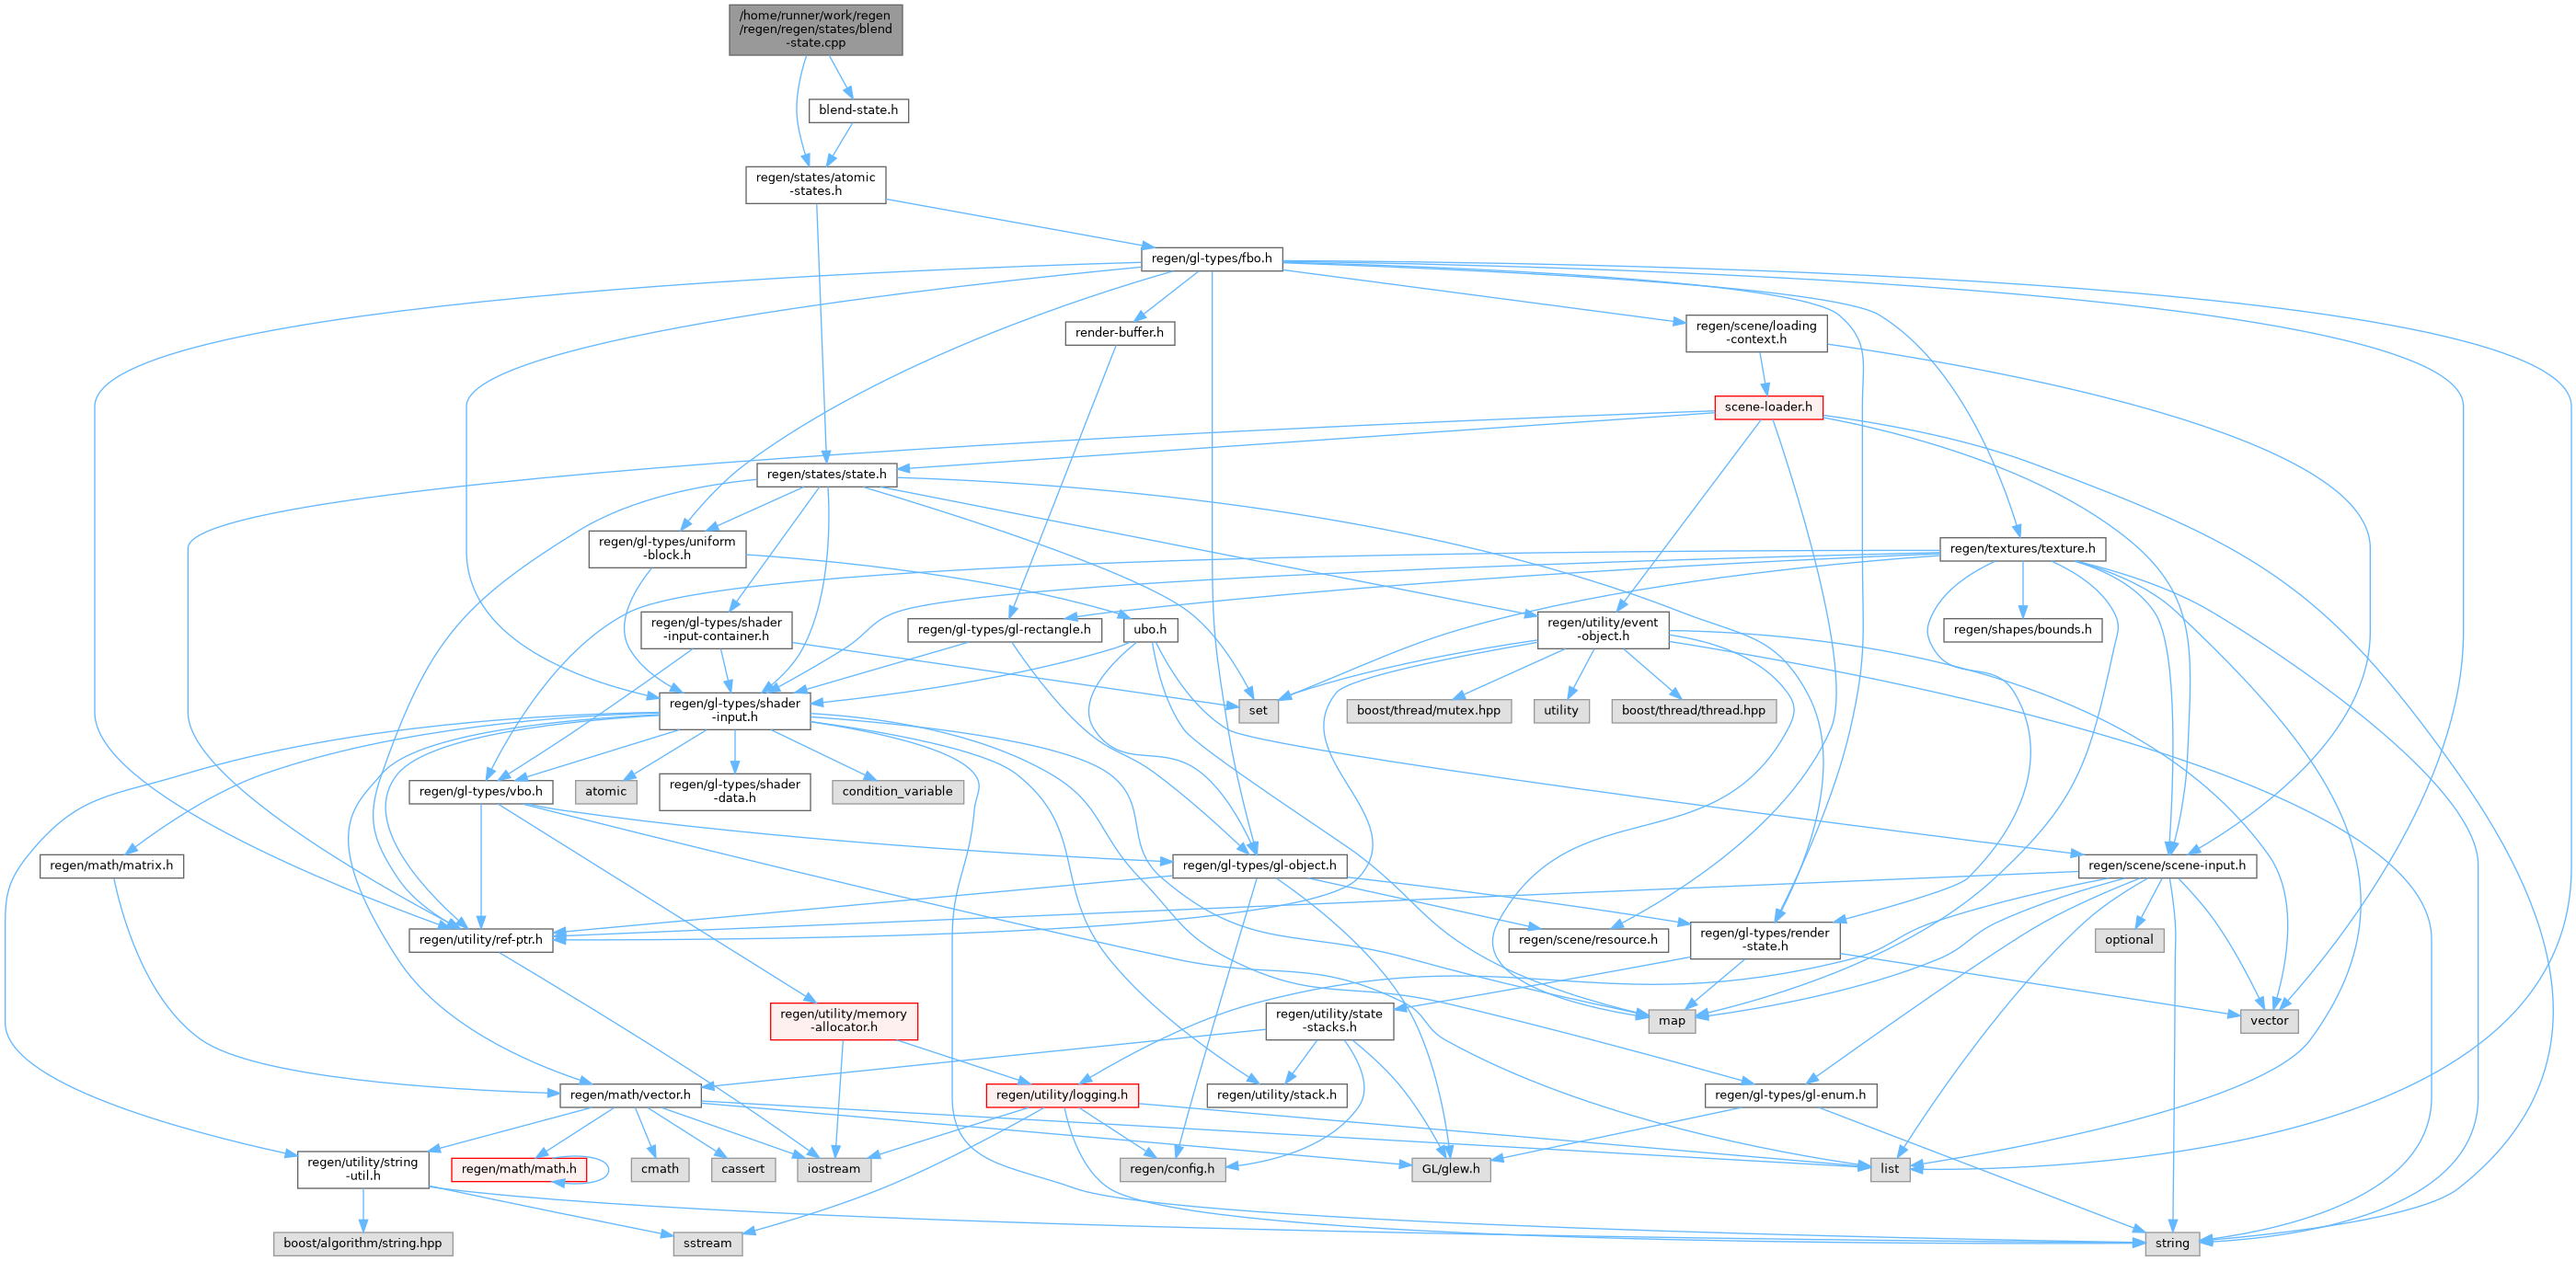 /home/runner/work/regen
/regen/regen/states/blend
-state.cpp
blend-state.h
regen/states/atomic
-states.h
regen/gl-types/fbo.h
render-buffer.h
regen/scene/loading
-context.h
scene-loader.h
regen/states/state.h
regen/gl-types/uniform
-block.h
regen/textures/texture.h
regen/gl-types/shader
-input-container.h
regen/gl-types/gl-rectangle.h
ubo.h
regen/utility/event
-object.h
regen/shapes/bounds.h
regen/gl-types/shader
-input.h
set
boost/thread/mutex.hpp
utility
boost/thread/thread.hpp
regen/gl-types/vbo.h
atomic
regen/gl-types/shader
-data.h
condition_variable
regen/math/matrix.h
regen/gl-types/gl-object.h
regen/scene/scene-input.h
regen/utility/ref-ptr.h
regen/scene/resource.h
regen/gl-types/render
-state.h
optional
regen/utility/memory
-allocator.h
regen/utility/state
-stacks.h
map
vector
regen/math/vector.h
regen/utility/logging.h
regen/utility/stack.h
regen/gl-types/gl-enum.h
regen/utility/string
-util.h
regen/math/math.h
cmath
cassert
iostream
regen/config.h
GL/glew.h
list
boost/algorithm/string.hpp
sstream
string